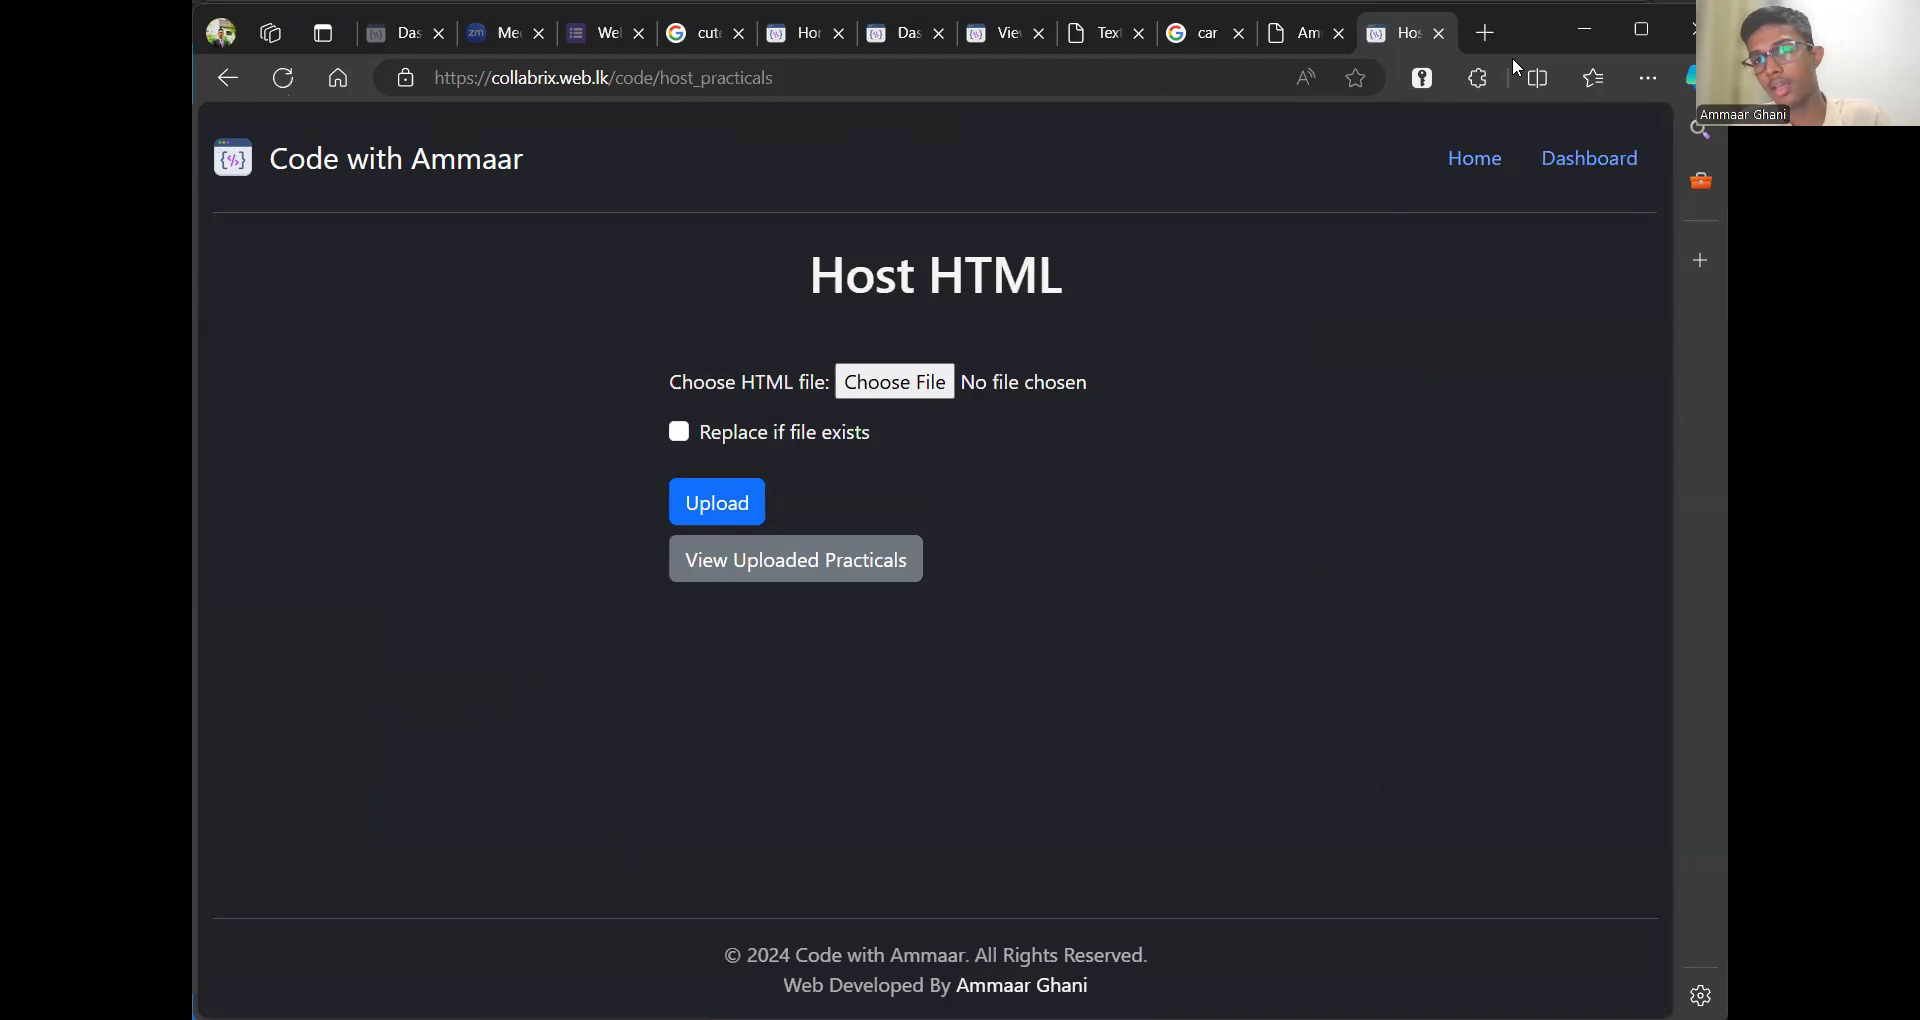 Das
zm
Me
Wel
cut
Hor
Das
Vie
Tex
car
Am
Hos
https://collabrix.web.lk/code/host_practicals
Ammaar Ghani
Code with Ammaar
Home
Dashboard
Host HTML
Choose HTML file: Choose File No file chosen
Replace if file exists
Upload
View Uploaded Practicals
© 2024 Code with Ammaar. All Rights Reserved.
Web Developed By Ammaar Ghani